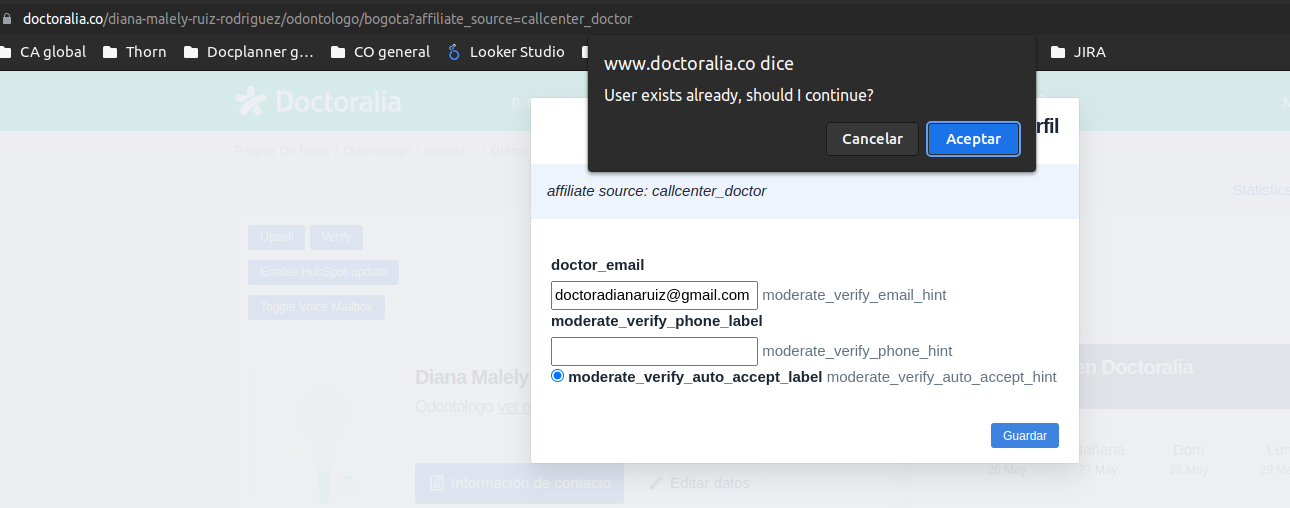 doctoralia.co/diana-malely-ruiz-rodriguez/odontologo/bogota?affiliate_source=callcenter_doctor
CA global Thorn Docplanner g… CO general Looker Studio JIRA
www.doctoralia.co dice
User exists already, should I continue?
Cancelar Aceptar
Doctoralia
rfil
Página De Inicio / Odontólogo / Bogotá / Diana
affiliate source: callcenter_doctor
Statistics
Upsell Verify
Enable HubSpot update
Toggle Voice Mailbox
doctor_email
doctoradianaruiz@gmail.com moderate_verify_email_hint
moderate_verify_phone_label
moderate_verify_phone_hint
en Doctoralia
Diana Malely
moderate_verify_auto_accept_label moderate_verify_auto_accept_hint
Odontólogo ver
Guardar
Mañana Dom Lun
26 May 27 May 28 May 29 Ma
Información de contacto Editar datos